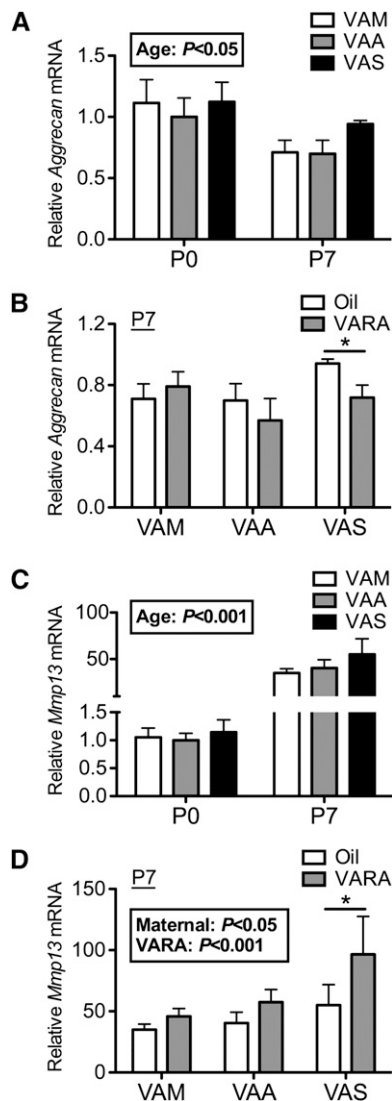 A
Relative Aggrecan mRNA
1.5
1.0
0.5
0.0
Age: P<0.05
VAM
VAA
VAS
P0
P7
B
Relative Aggrecan mRNA
1.2
0.8
0.4
0.0
P7
Oil
VARA
*
VAM
VAA
VAS
C
Relative Mmp13 mRNA
100
50
1.5
1.0
0.5
0.0
Age: P<0.001
VAM
VAA
VAS
P0
P7
D
Relative Mmp13 mRNA
150
100
50
0
P7
Maternal: P<0.05
VARA: P<0.001
Oil
VARA
*
VAM
VAA
VAS